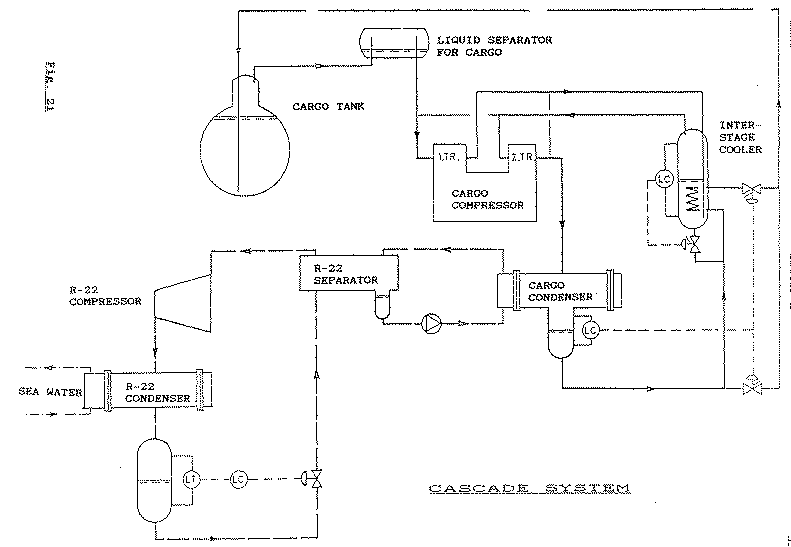 LIQUID SEPARATOR
FOR CARGO
Fig. 21
CARGO TANK
INTER-
STAGE
COOLER
1.TR.
2.TR
LC
CARGO
COMPRESSOR
R-22
SEPARATOR
R-22
COMPRESSOR
CARGO
CONDENSER
LC
SEA WATER
R-22
CONDENSER
LT
LC
CASCADE SYSTEM